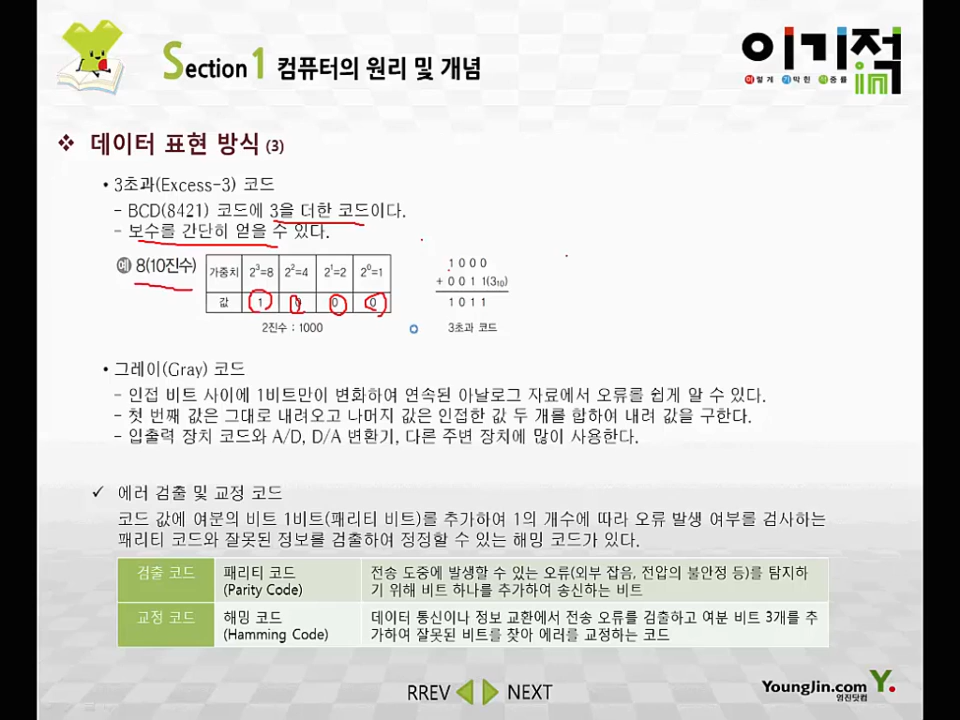 Section 1 컴퓨터의 원리 및 개념
이기적in
이렇게 기막힌 적중률
❖ 데이터 표현 방식 (3)
• 3초과(Excess-3) 코드
- BCD(8421) 코드에 3을 더한 코드이다.
- 보수를 간단히 얻을 수 있다.
예 8(10진수)
가중치 2³=8 2²=4 2¹=2 2⁰=1
값 1 0 0 0
2진수 : 1000
1 0 0 0
+ 0 0 1 1(3₁₀)
1 0 1 1
3초과 코드
• 그레이(Gray) 코드
- 인접 비트 사이에 1비트만이 변화하여 연속된 아날로그 자료에서 오류를 쉽게 알 수 있다.
- 첫 번째 값은 그대로 내려오고 나머지 값은 인접한 값 두 개를 합하여 내려 값을 구한다.
- 입출력 장치 코드와 A/D, D/A 변환기, 다른 주변 장치에 많이 사용한다.
✓ 에러 검출 및 교정 코드
코드 값에 여분의 비트 1비트(패리티 비트)를 추가하여 1의 개수에 따라 오류 발생 여부를 검사하는
패리티 코드와 잘못된 정보를 검출하여 정정할 수 있는 해밍 코드가 있다.
검출 코드
패리티 코드
(Parity Code)
전송 도중에 발생할 수 있는 오류(외부 잡음, 전압의 불안정 등)를 탐지하
기 위해 비트 하나를 추가하여 송신하는 비트
교정 코드
해밍 코드
(Hamming Code)
데이터 통신이나 정보 교환에서 전송 오류를 검출하고 여분 비트 3개를 추
가하여 잘못된 비트를 찾아 에러를 교정하는 코드
RREV NEXT
YoungJin.com Y.
영진닷컴